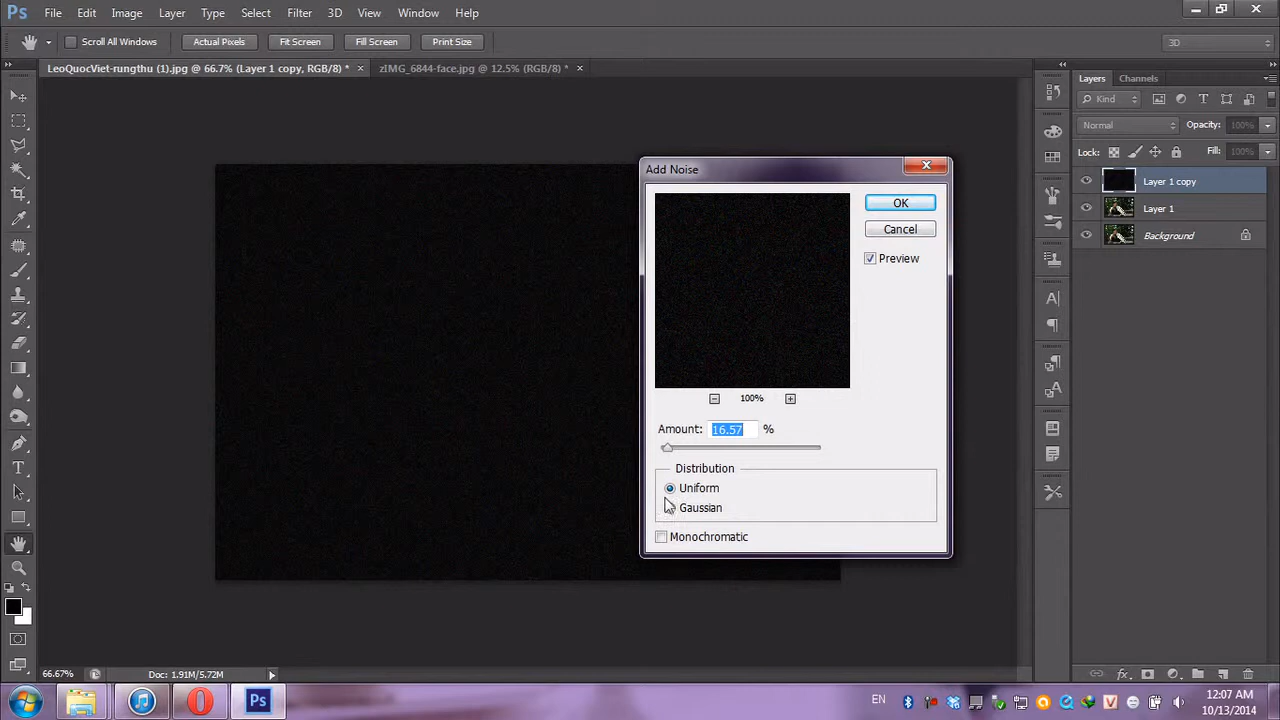 Ps File Edit Image Layer Type Select Filter 3D View Window Help
Scroll All Windows Actual Pixels Fit Screen Fill Screen Print Size 3D
LeoQuocViet-rungthu (1).jpg @ 66.7% (Layer 1 copy, RGB/8) * × zIMG_6844-face.jpg @ 12.5% (RGB/8) * ×
Layers Channels
Kind
Normal Opacity: 100%
Lock: Fill: 100%
Layer 1 copy
Layer 1
Background
Add Noise
OK
Cancel
Preview
100%
Amount: 16.57 %
Distribution
Uniform
Gaussian
Monochromatic
66.67% Doc: 1.91M/5.72M
Ps
EN
12:07 AM
10/13/2014